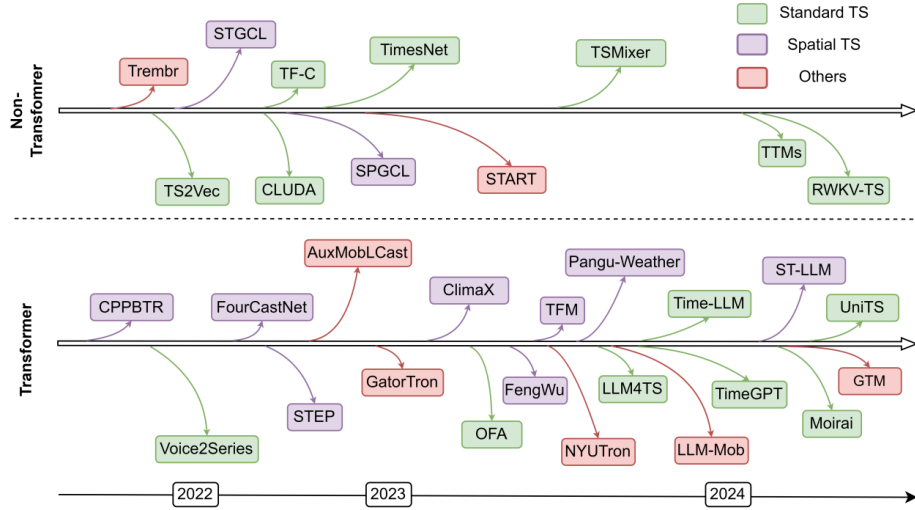 Standard TS
Spatial TS
Others
Non-
Transfomrer
STGCL
TimesNet
Trembr
TF-C
TSMixer
TS2Vec
CLUDA
SPGCL
START
TTMs
RWKV-TS
Transformer
AuxMobLCast
Pangu-Weather
ST-LLM
CPPBTR
FourCastNet
ClimaX
TFM
Time-LLM
UniTS
GatorTron
FengWu
LLM4TS
TimeGPT
GTM
STEP
OFA
Moirai
Voice2Series
NYUTron
LLM-Mob
2022
2023
2024